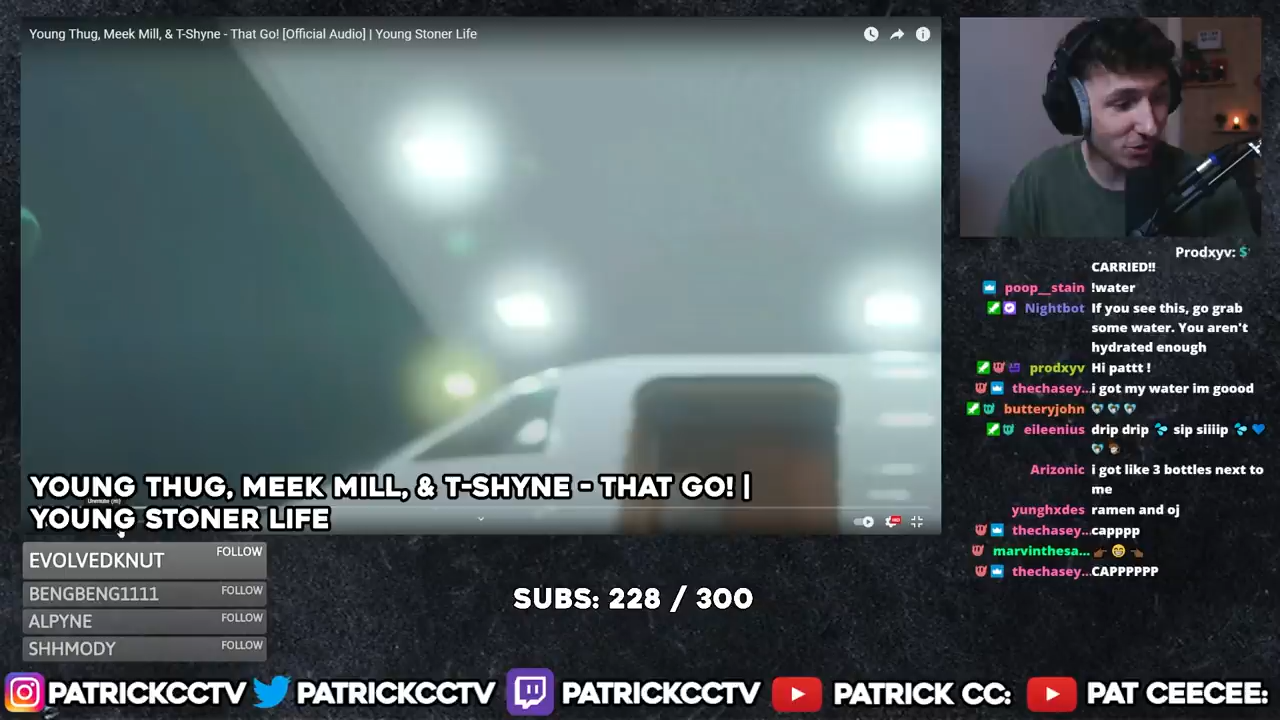 Young Thug, Meek Mill, & T-Shyne - That Go! [Official Audio] | Young Stoner Life
YOUNG THUG, MEEK MILL, & T-SHYNE - THAT GO! |
YOUNG STONER LIFE
EVOLVEDKNUT FOLLOW
BENGBENG1111 FOLLOW
ALPYNE FOLLOW
SHHMODY FOLLOW
SUBS: 228 / 300
Prodxyv: $
CARRIED!!
poop__stain !water
Nightbot If you see this, go grab
some water. You aren't
hydrated enough
prodxyv Hi pattt !
thechasey... i got my water im goood
butteryjohn
eileenius drip drip sip siiiip
Arizonic i got like 3 bottles next to
me
yunghxdes ramen and oj
thechasey... capppp
marvinthesa...
thechasey... CAPPPPPP
PATRICKCCTV PATRICKCCTV PATRICKCCTV PATRICK CC: PAT CEECEE: